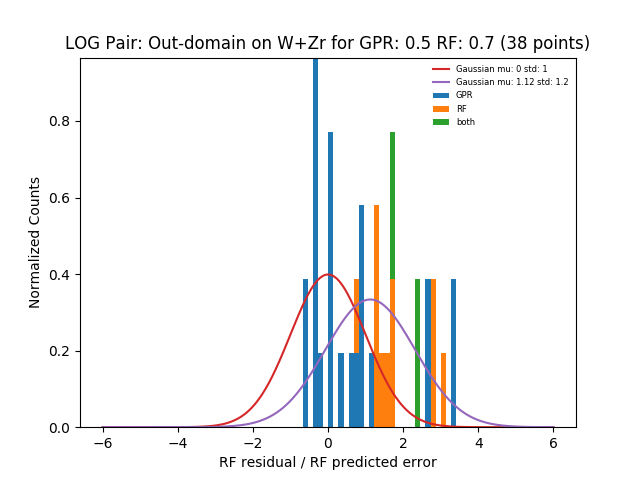 LOG Pair: Out-domain on W+Zr for GPR: 0.5 RF: 0.7 (38 points)
Gaussian mu: 0 std: 1
Gaussian mu: 1.12 std: 1.2
GPR
RF
both
Normalized Counts
0.8
0.6
0.4
0.2
0.0
−6 −4 −2 0 2 4 6
RF residual / RF predicted error